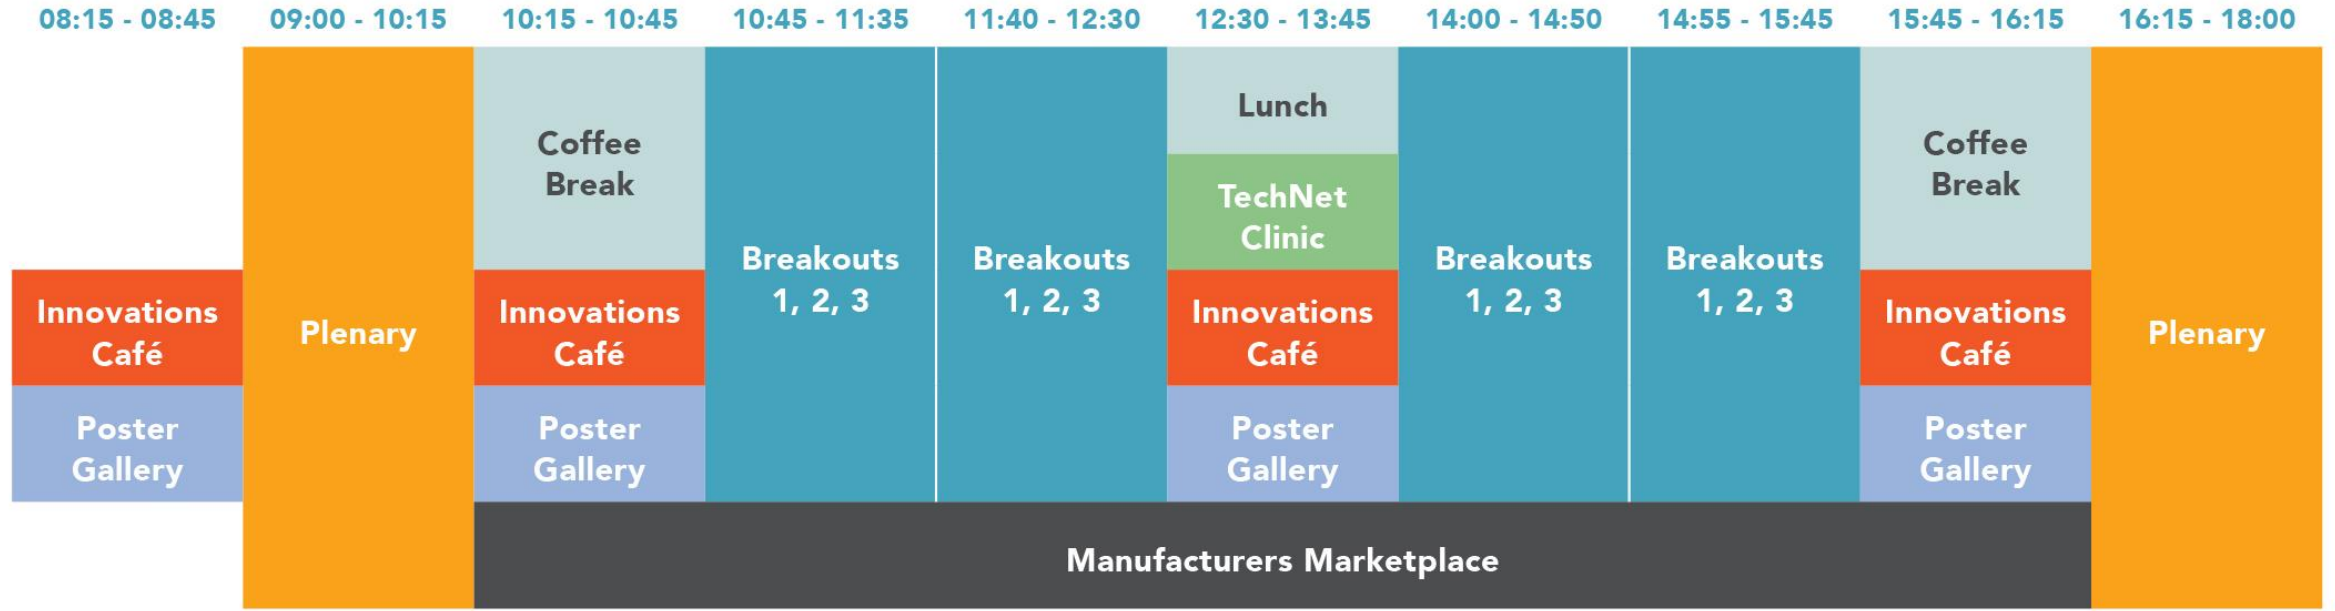 08:15 - 08:45 09:00 - 10:15 10:15 - 10:45 10:45 - 11:35 11:40 - 12:30 12:30 - 13:45 14:00 - 14:50 14:55 - 15:45 15:45 - 16:15 16:15 - 18:00
Innovations
Café
Poster
Gallery
Plenary
Coffee
Break
Innovations
Café
Poster
Gallery
Breakouts
1, 2, 3
Breakouts
1, 2, 3
Lunch
TechNet
Clinic
Innovations
Café
Poster
Gallery
Breakouts
1, 2, 3
Breakouts
1, 2, 3
Coffee
Break
Innovations
Café
Poster
Gallery
Plenary
Manufacturers Marketplace